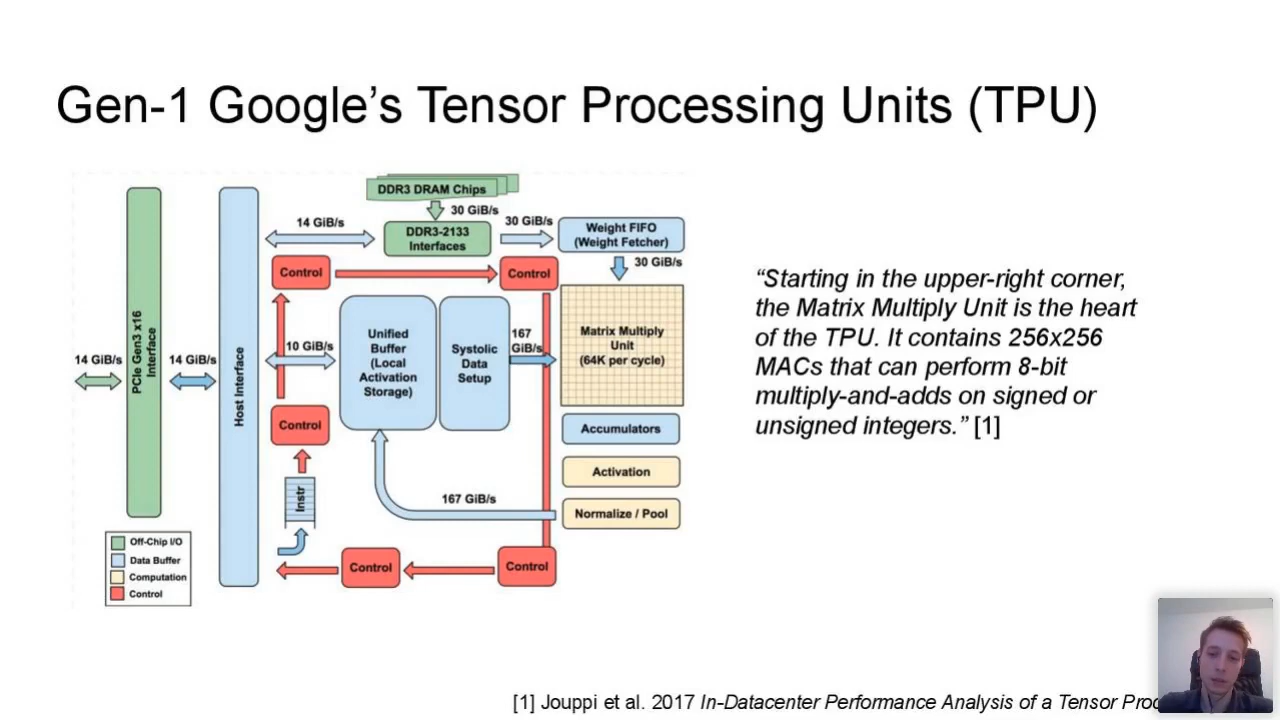 Gen-1 Google's Tensor Processing Units (TPU)
DDR3 DRAM Chips
30 GiB/s
14 GiB/s
30 GiB/s
DDR3-2133
Interfaces
Weight FIFO
(Weight Fetcher)
30 GiB/s
Control
Control
PCIe Gen3 x16
Interface
14 GiB/s
14 GiB/s
Host Interface
10 GiB/s
Unified
Buffer
(Local
Activation
Storage)
Systolic
Data
Setup
167
GiB/s
Matrix Multiply
Unit
(64K per cycle)
Control
Accumulators
Activation
Instr
167 GiB/s
Normalize / Pool
Control
Control
Off-Chip I/O
Data Buffer
Computation
Control
“Starting in the upper-right corner,
the Matrix Multiply Unit is the heart
of the TPU. It contains 256x256
MACs that can perform 8-bit
multiply-and-adds on signed or
unsigned integers.” [1]
[1] Jouppi et al. 2017 In-Datacenter Performance Analysis of a Tensor